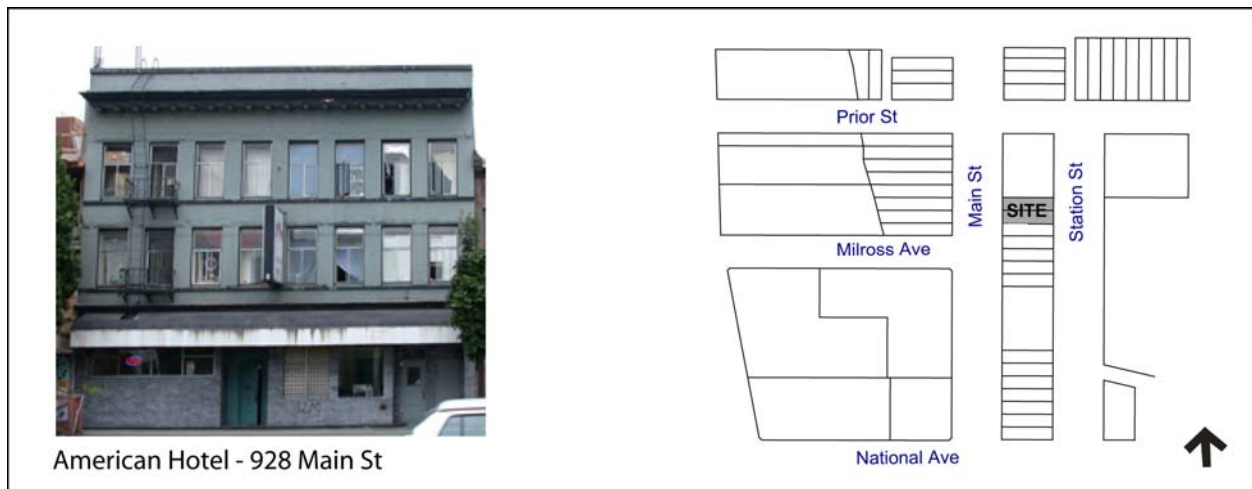 American Hotel - 928 Main St
Prior St
Main St
Station St
SITE
Milross Ave
National Ave